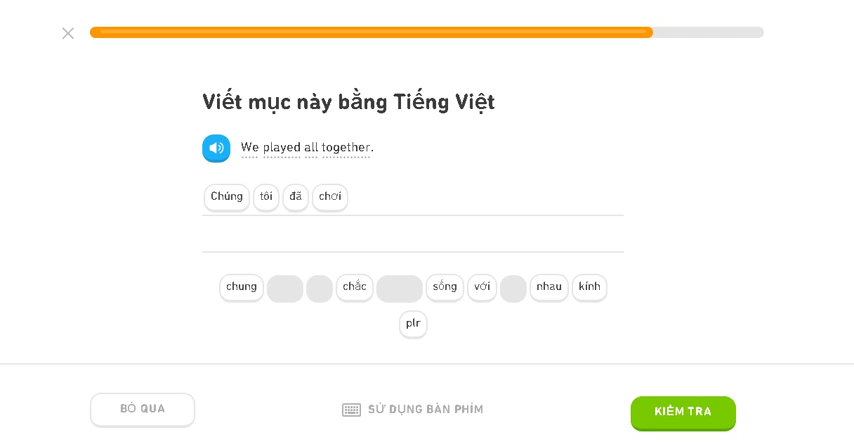 Viết mục này bằng Tiếng Việt
We played all together.
Chúng tôi đã chơi
chung chắc sống với nhau kính
plr
BỎ QUA SỬ DỤNG BÀN PHÍM KIỂM TRA